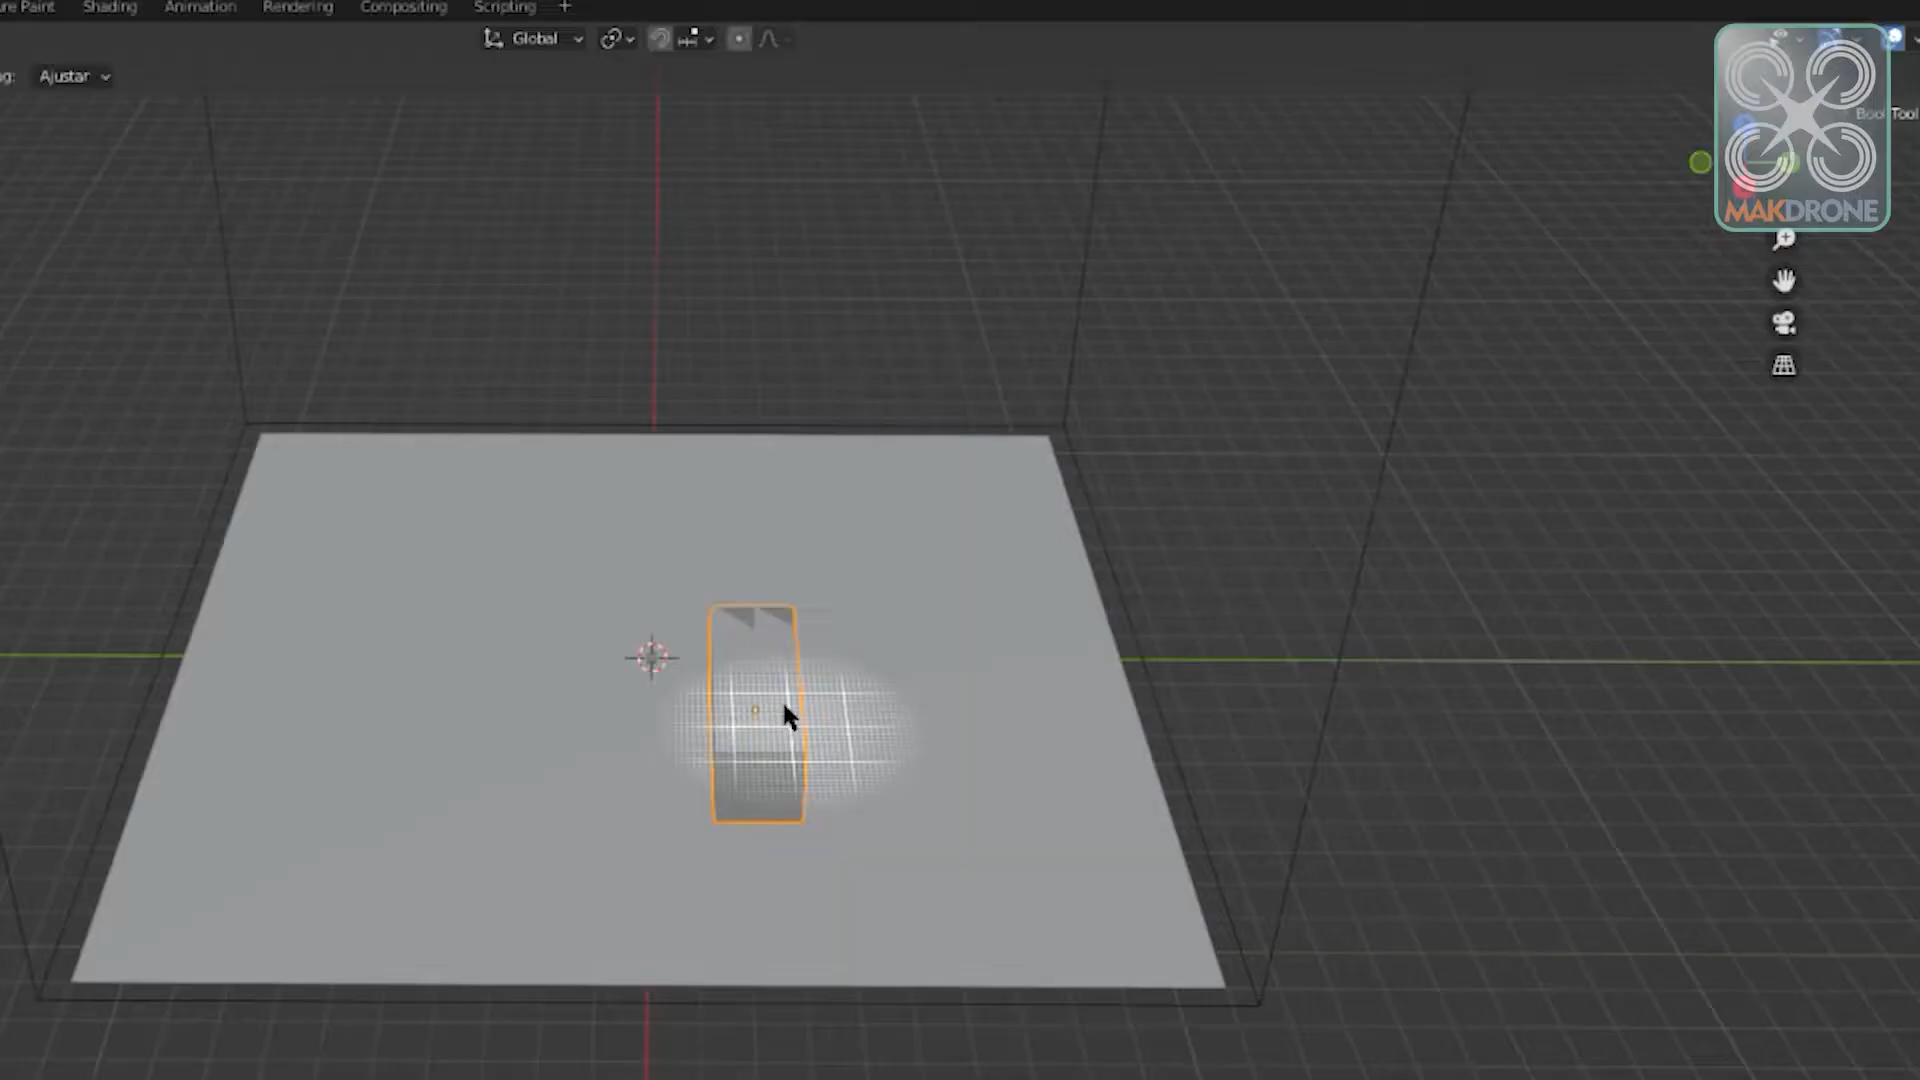 re Paint Shading Animation Rendering Compositing Scripting +
Global
g: Ajustar
Tool
MAKDRONE